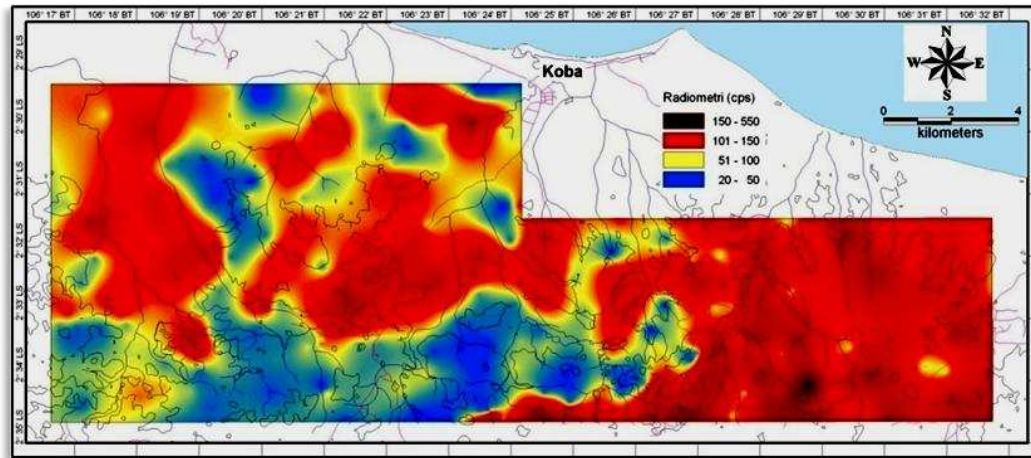 106° 17' BT 106° 18' BT 106° 19' BT 106° 20' BT 106° 21' BT 106° 22' BT 106° 23' BT 106° 24' BT 106° 25' BT 106° 26' BT 106° 27' BT 106° 28' BT 106° 29' BT 106° 30' BT 106° 31' BT 106° 32' BT
2° 29' LS
2° 30' LS
2° 31' LS
2° 32' LS
2° 33' LS
2° 34' LS
2° 35' LS
Koba
N
W E
S
0 2 4
kilometers
Radiometri (cps)
150 - 550
101 - 150
51 - 100
20 - 50